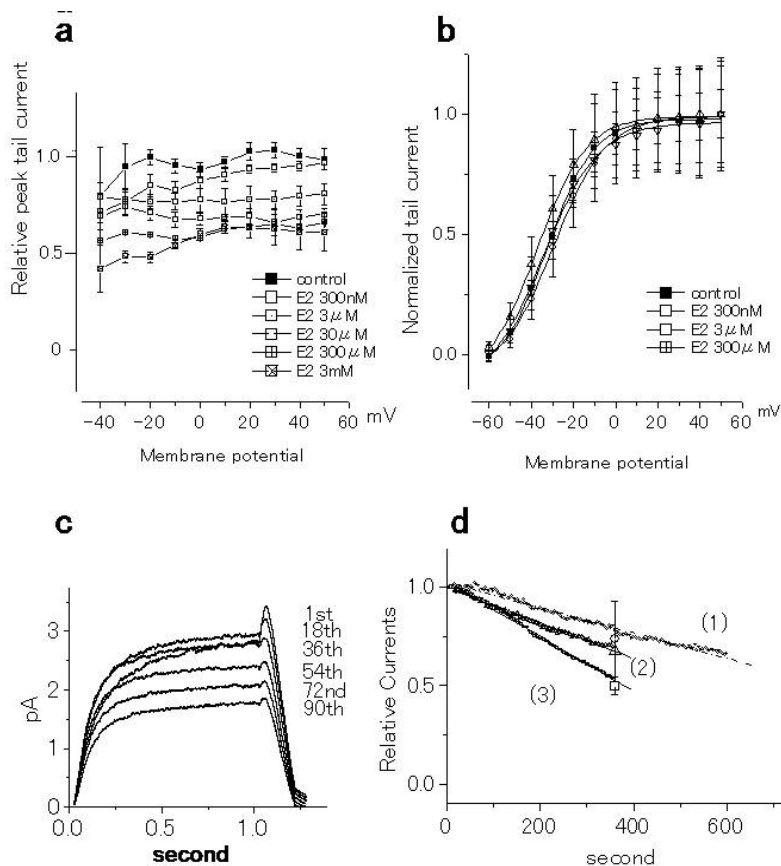 a
Relative peak tail current
1.0
0.5
0
control
E2 300nM
E2 3μM
E2 30μM
E2 300μM
E2 3mM
−40 −20 0 20 40 60 mV
Membrane potential
b
Normalized tail current
1.0
0.5
0.0
control
E2 300nM
E2 3μM
E2 300μM
−60 −40 −20 0 20 40 60 mV
Membrane potential
c
pA
3
2
1
0
1st
18th
36th
54th
72nd
90th
0.0 0.5 1.0
second
d
Relative Currents
1.0
0.5
0.0
(1)
(2)
(3)
0 200 400 600
second